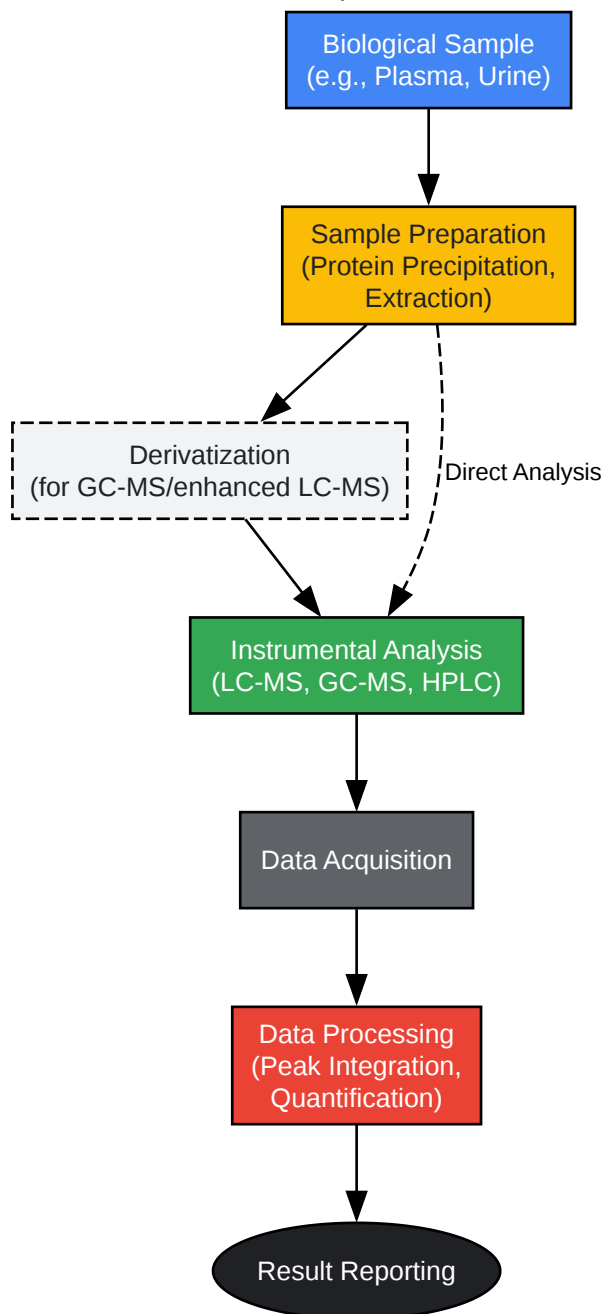 Biological Sample
(e.g., Plasma, Urine)
Sample Preparation
(Protein Precipitation,
Extraction)
Derivatization
(for GC-MS/enhanced LC-MS)
Direct Analysis
Instrumental Analysis
(LC-MS, GC-MS, HPLC)
Data Acquisition
Data Processing
(Peak Integration,
Quantification)
Result Reporting